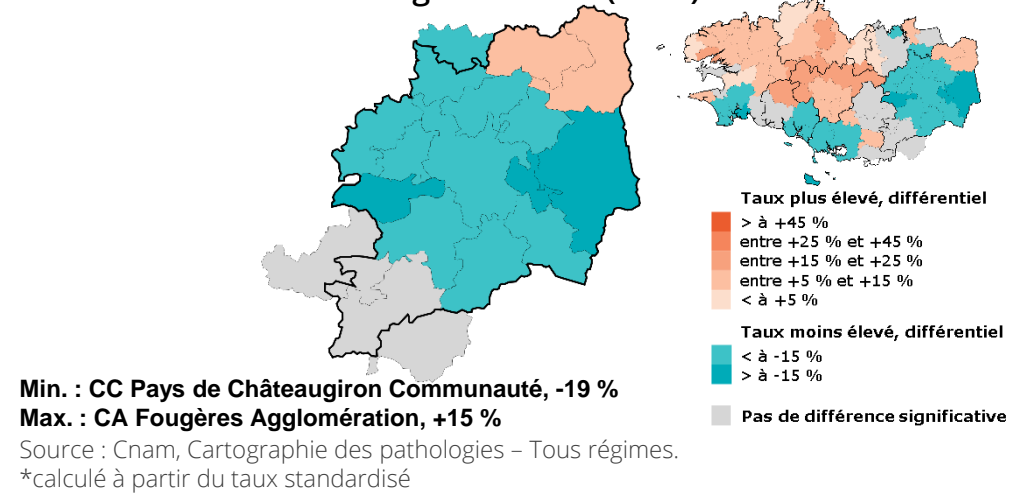 Taux plus élevé, différentiel
> à +45 %
entre +25 % et +45 %
entre +15 % et +25 %
entre +5 % et +15 %
< à +5 %
Taux moins élevé, différentiel
< à -15 %
> à -15 %
Pas de différence significative
Min. : CC Pays de Châteaugiron Communauté, -19 %
Max. : CA Fougères Agglomération, +15 %
Source : Cnam, Cartographie des pathologies – Tous régimes.
*calculé à partir du taux standardisé